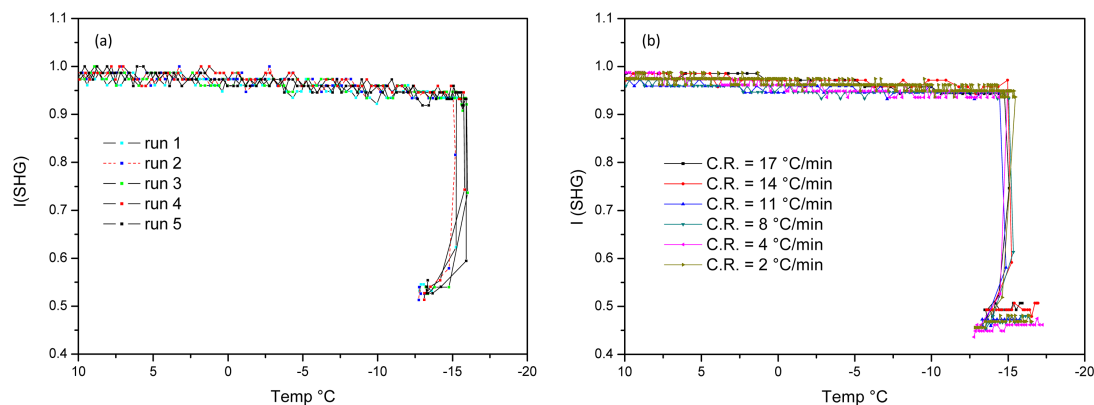 1.1
(a)
1.0
0.9
0.8
0.7
0.6
0.5
0.4
I(SHG)
run 1
run 2
run 3
run 4
run 5
10 5 0 -5 -10 -15 -20
Temp °C
1.1
(b)
1.0
0.9
0.8
0.7
0.6
0.5
0.4
I (SHG)
C.R. = 17 °C/min
C.R. = 14 °C/min
C.R. = 11 °C/min
C.R. = 8 °C/min
C.R. = 4 °C/min
C.R. = 2 °C/min
10 5 0 -5 -10 -15 -20
Temp °C